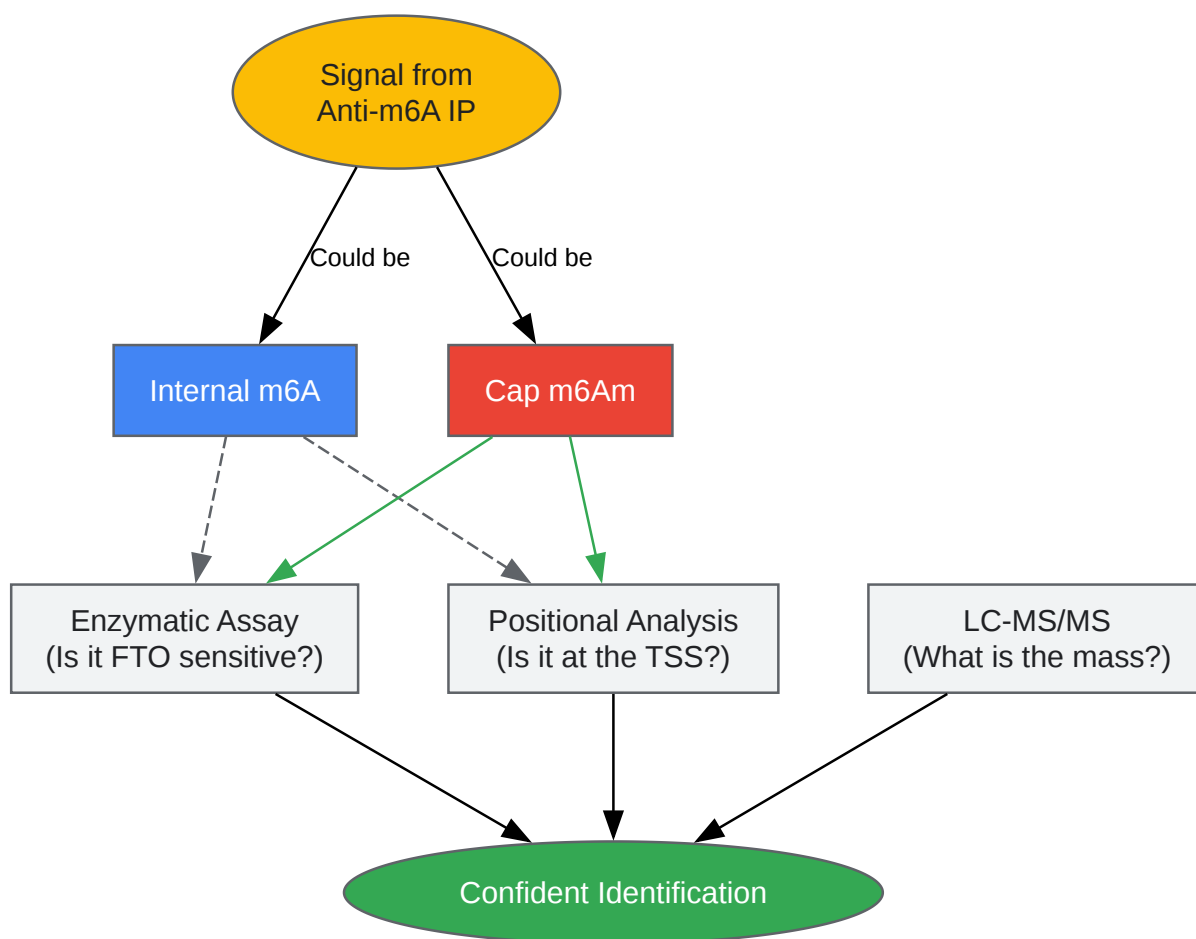 Signal from
Anti-m6A IP
Could be
Could be
Internal m6A
Cap m6Am
Enzymatic Assay
(Is it FTO sensitive?)
Positional Analysis
(Is it at the TSS?)
LC-MS/MS
(What is the mass?)
Confident Identification